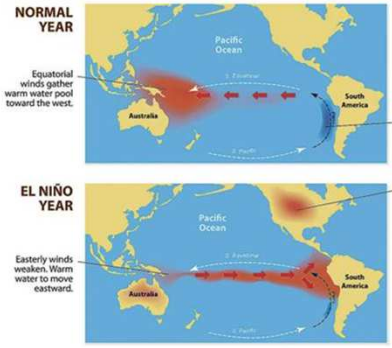 NORMAL
YEAR
Pacific
Ocean
Equatorial
winds gather
warm water pool
toward the west.
Australia
South
America
EL NIÑO
YEAR
Pacific
Ocean
Easterly winds
weaken. Warm
water to move
eastward.
Australia
South
America